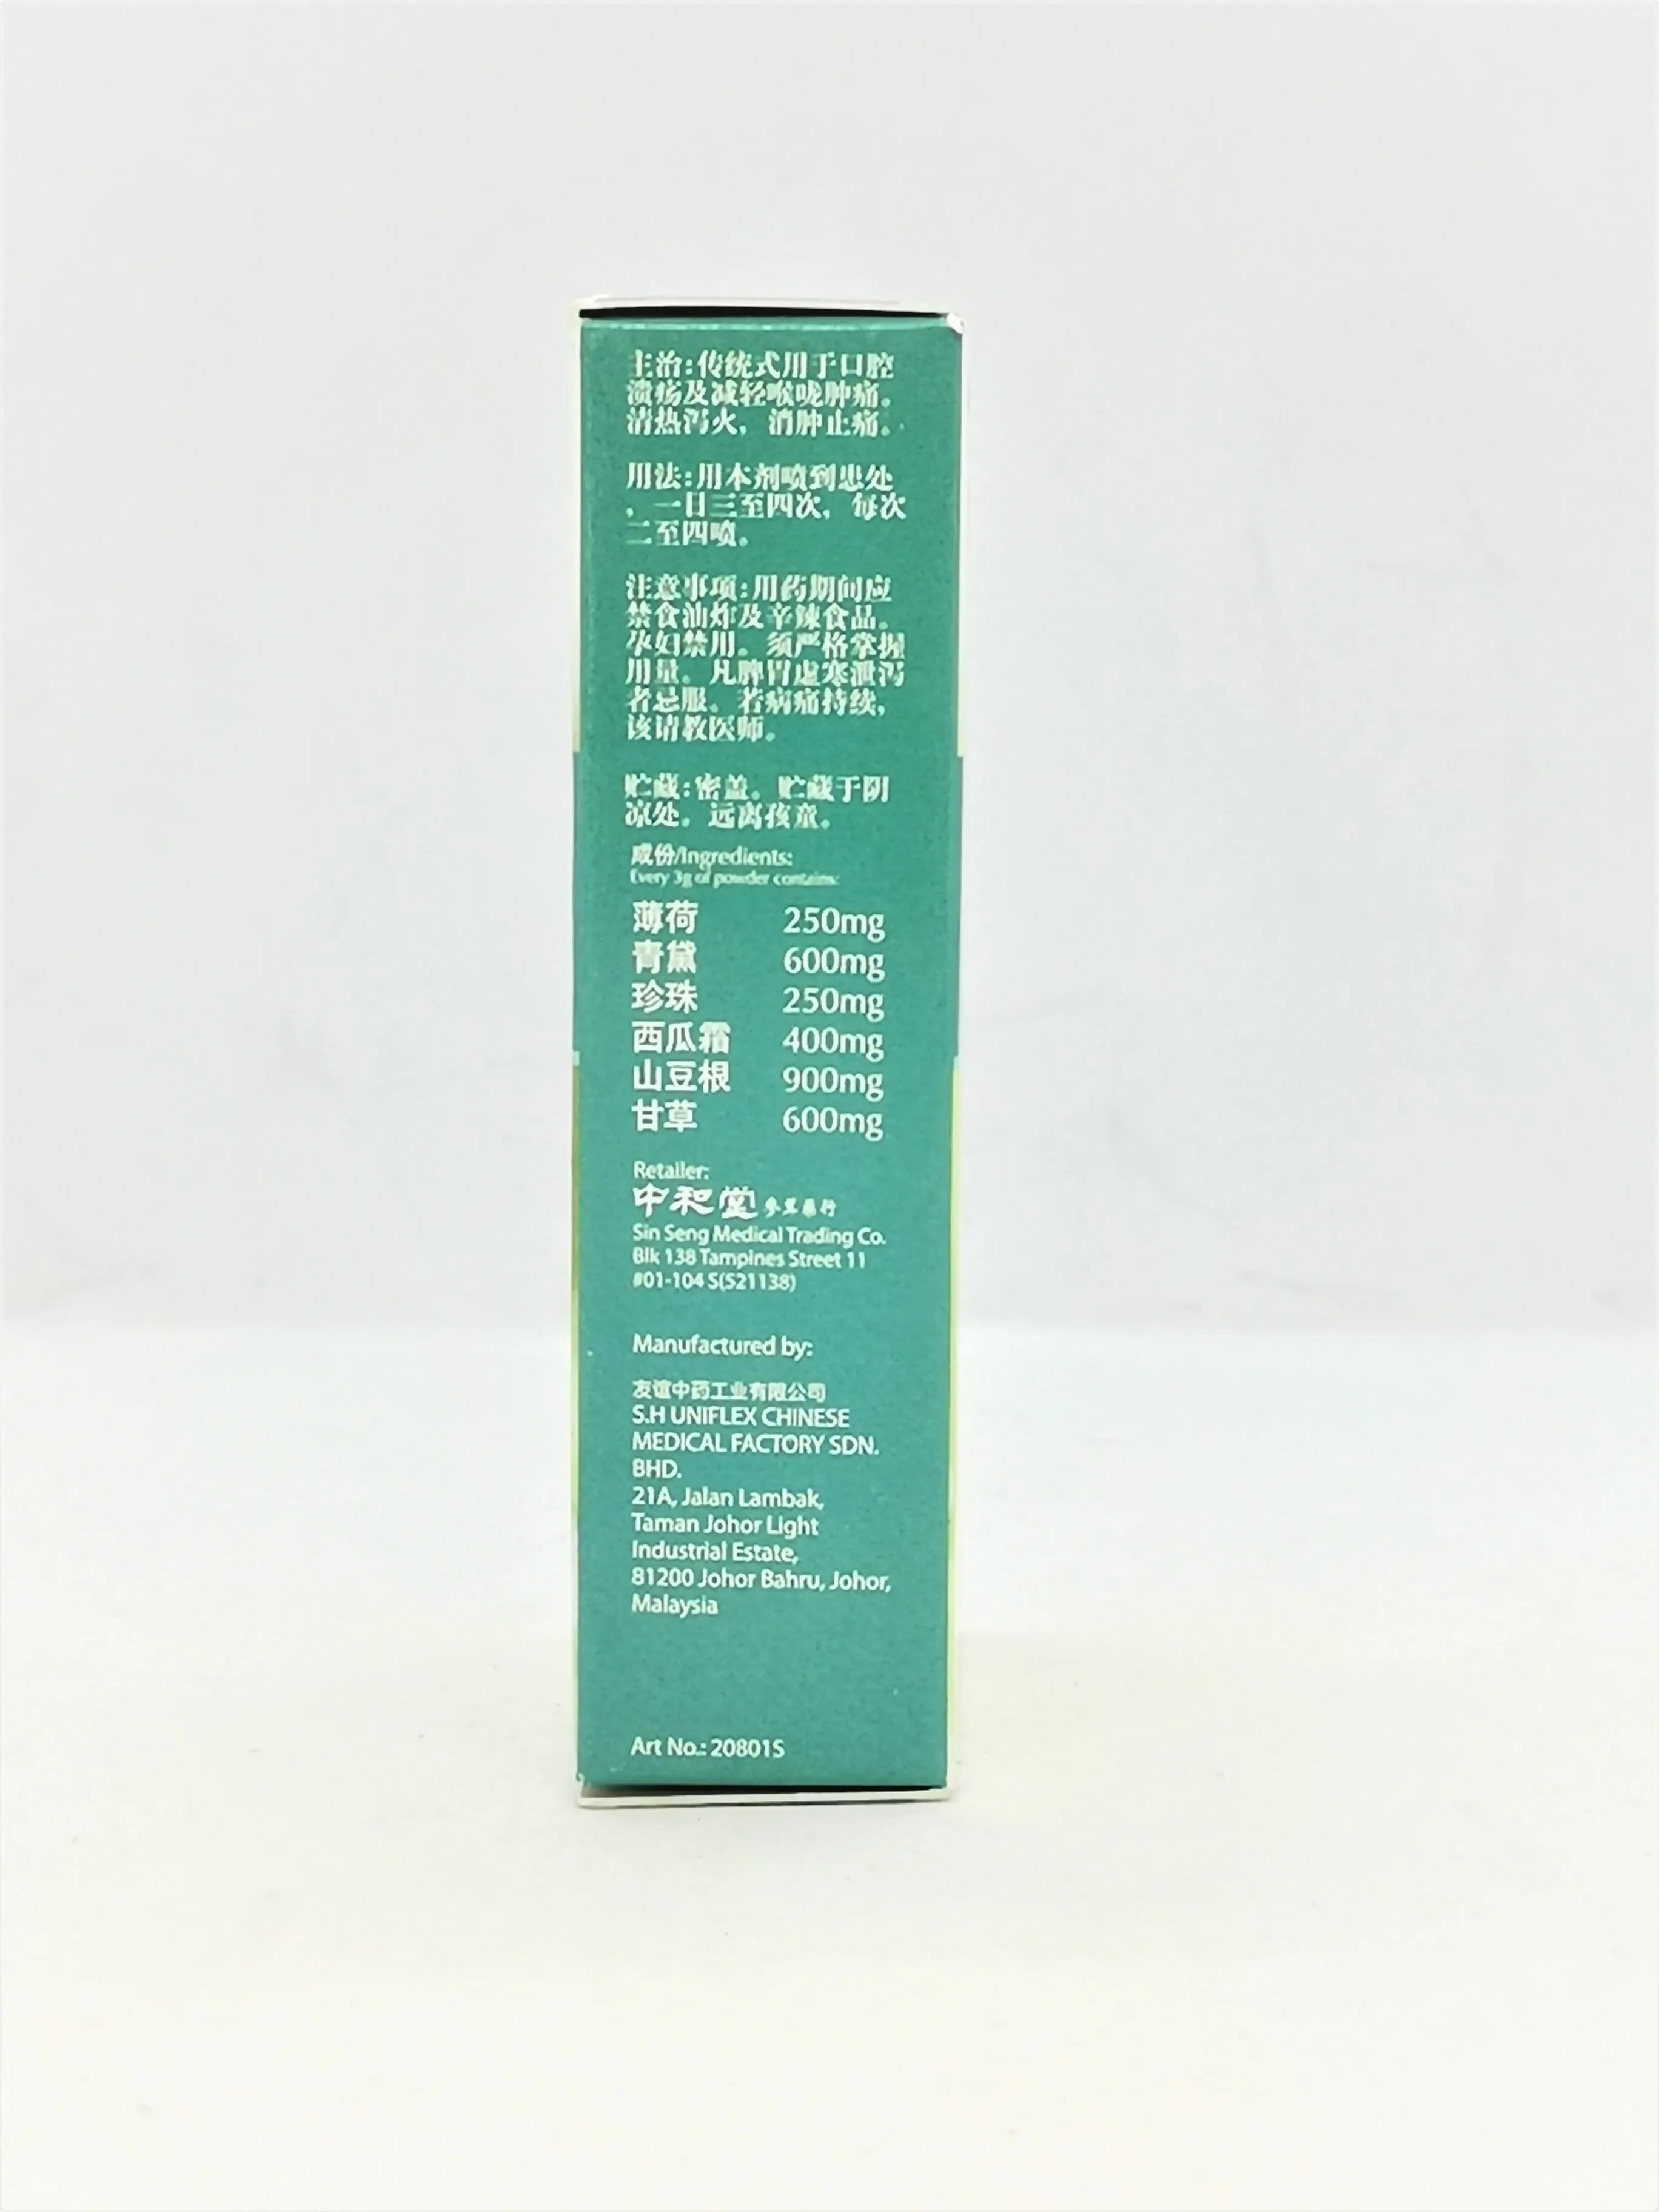 主治:传统式用于口腔
溃疡及减轻喉咙肿痛。
清热泻火，消肿止痛。
用法:用本剂喷到患处
，一日三至四次，每次
二至四喷。
注意事项:用药期间应
禁食油炸及辛辣食品。
孕妇禁用。须严格掌握
用量。凡脾胃虚寒泄泻
者忌服。若病痛持续，
该请教医师。
贮藏:密盖。贮藏于阴
凉处。远离孩童。
成份/Ingredients:
Every 3g of powder contains:
薄荷 250mg
青黛 600mg
珍珠 250mg
西瓜霜 400mg
山豆根 900mg
甘草 600mg
Retailer:
中和堂
Sin Seng Medical Trading Co.
Blk 138 Tampines Street 11
#01-104 S(521138)
Manufactured by:
友谊中药工业有限公司
S.H UNIFLEX CHINESE
MEDICAL FACTORY SDN.
BHD.
21A, Jalan Lambak,
Taman Johor Light
Industrial Estate,
81200 Johor Bahru, Johor,
Malaysia
Art No.: 20801S